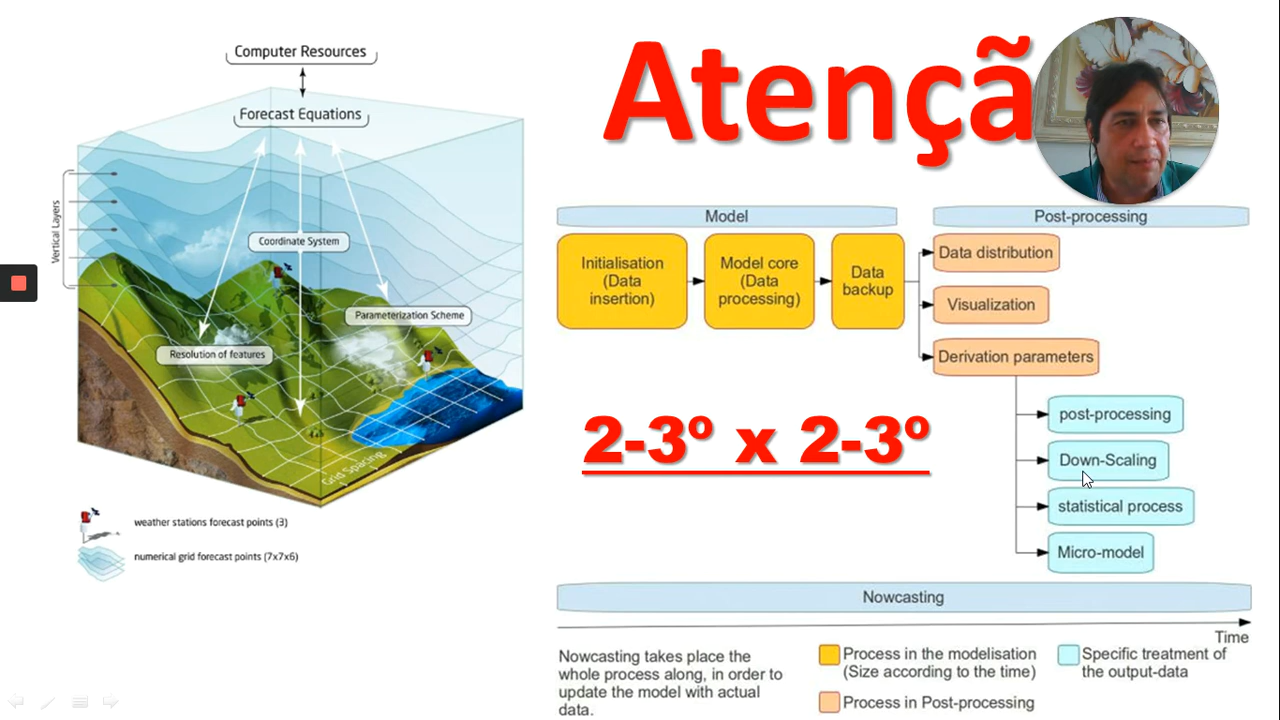 Computer Resources
Forecast Equations
Vertical Layers
Coordinate System
Parameterization Scheme
Resolution of features
Grid Spacing
weather stations forecast points (3)
numerical grid forecast points (7x7x6)
Atençã
Model
Post-processing
Initialisation
(Data
insertion)
Model core
(Data
processing)
Data
backup
Data distribution
Visualization
Derivation parameters
post-processing
Down-Scaling
statistical process
Micro-model
2-3º x 2-3º
Nowcasting
Time
Nowcasting takes place the
whole process along, in order to
update the model with actual
data.
Process in the modelisation
(Size according to the time)
Process in Post-processing
Specific treatment of
the output-data